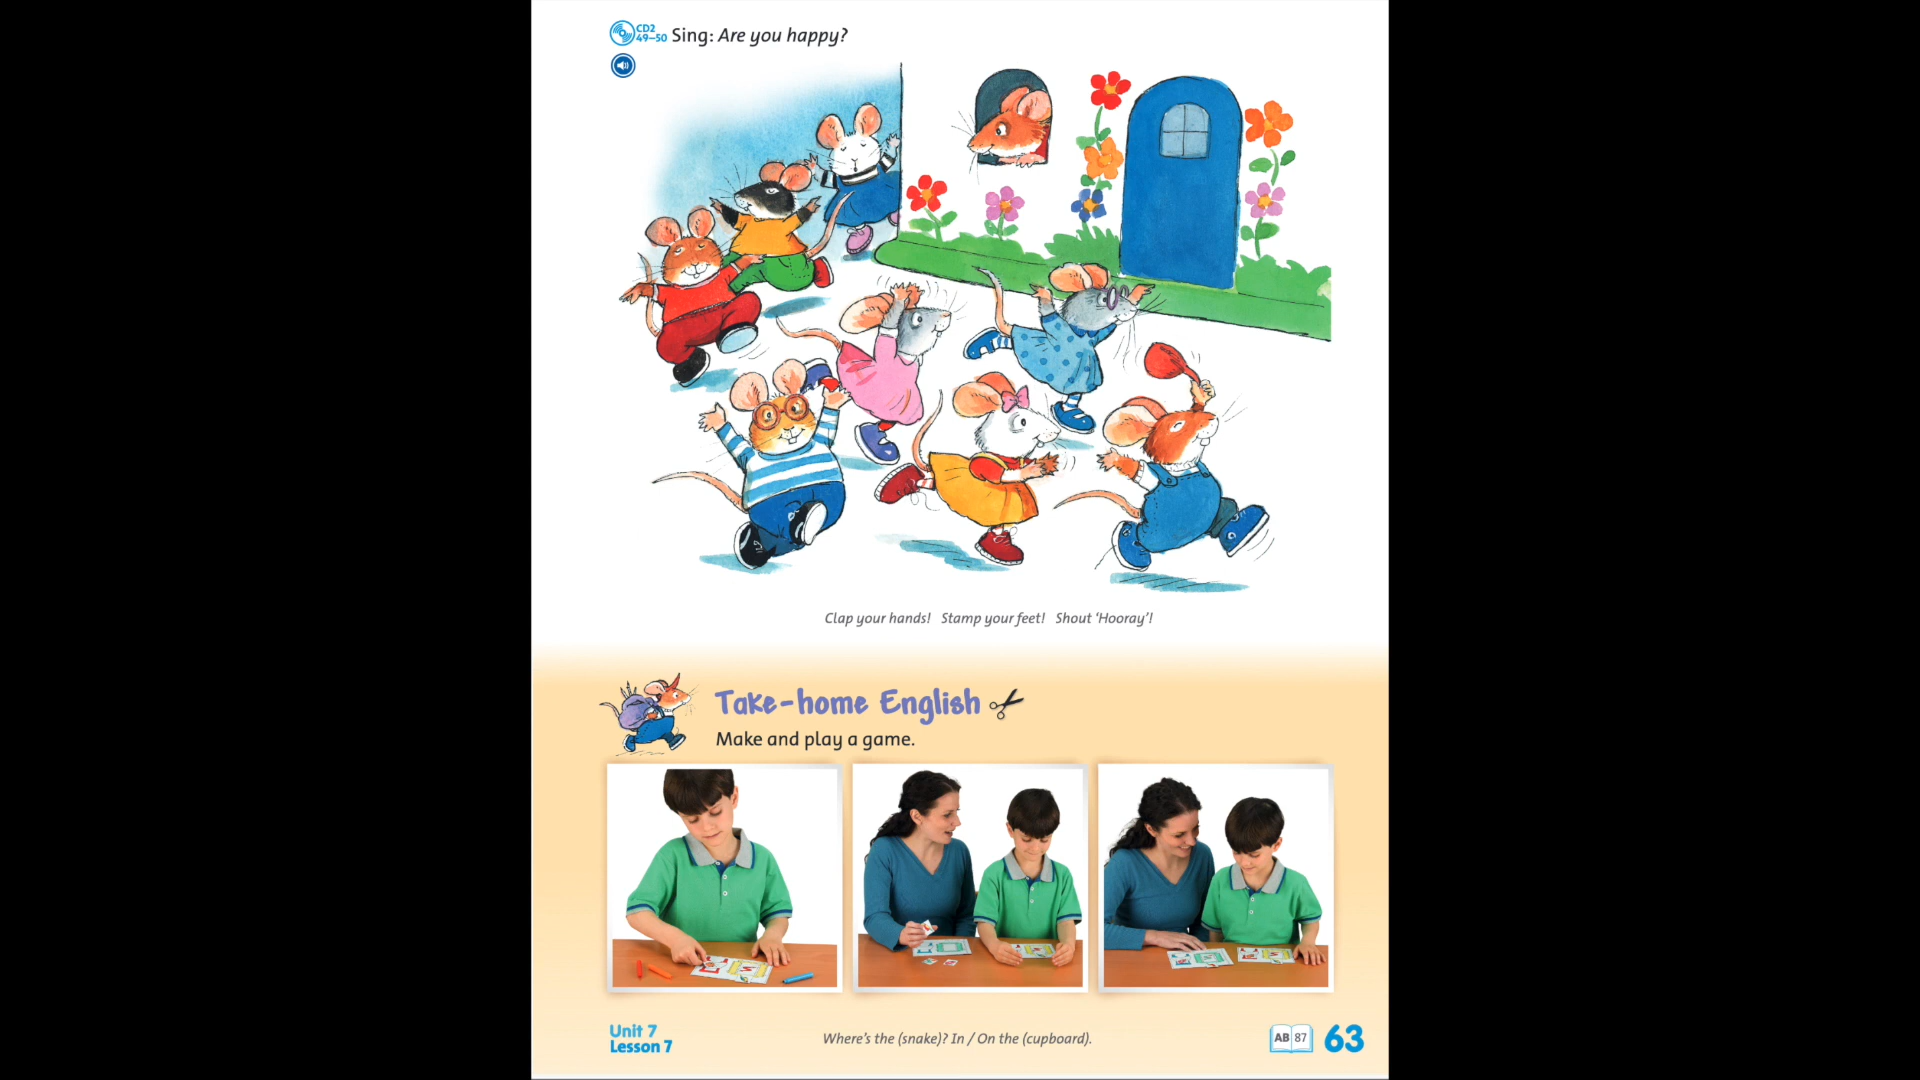 CD2
49–50
Sing: Are you happy?
Clap your hands! Stamp your feet! Shout ‘Hooray’!
Take-home English
Make and play a game.
Unit 7
Lesson 7
Where’s the (snake)? In / On the (cupboard).
AB 87
63